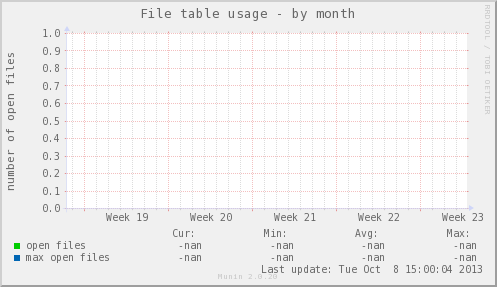 File table usage - by month
RRDTOOL / TOBI OETIKER
number of open files
1.0
0.9
0.8
0.7
0.6
0.5
0.4
0.3
0.2
0.1
0.0
Week 19 Week 20 Week 21 Week 22 Week 23
Cur: Min: Avg: Max:
open files -nan -nan -nan -nan
max open files -nan -nan -nan -nan
Last update: Tue Oct 8 15:00:04 2013
Munin 2.0.20